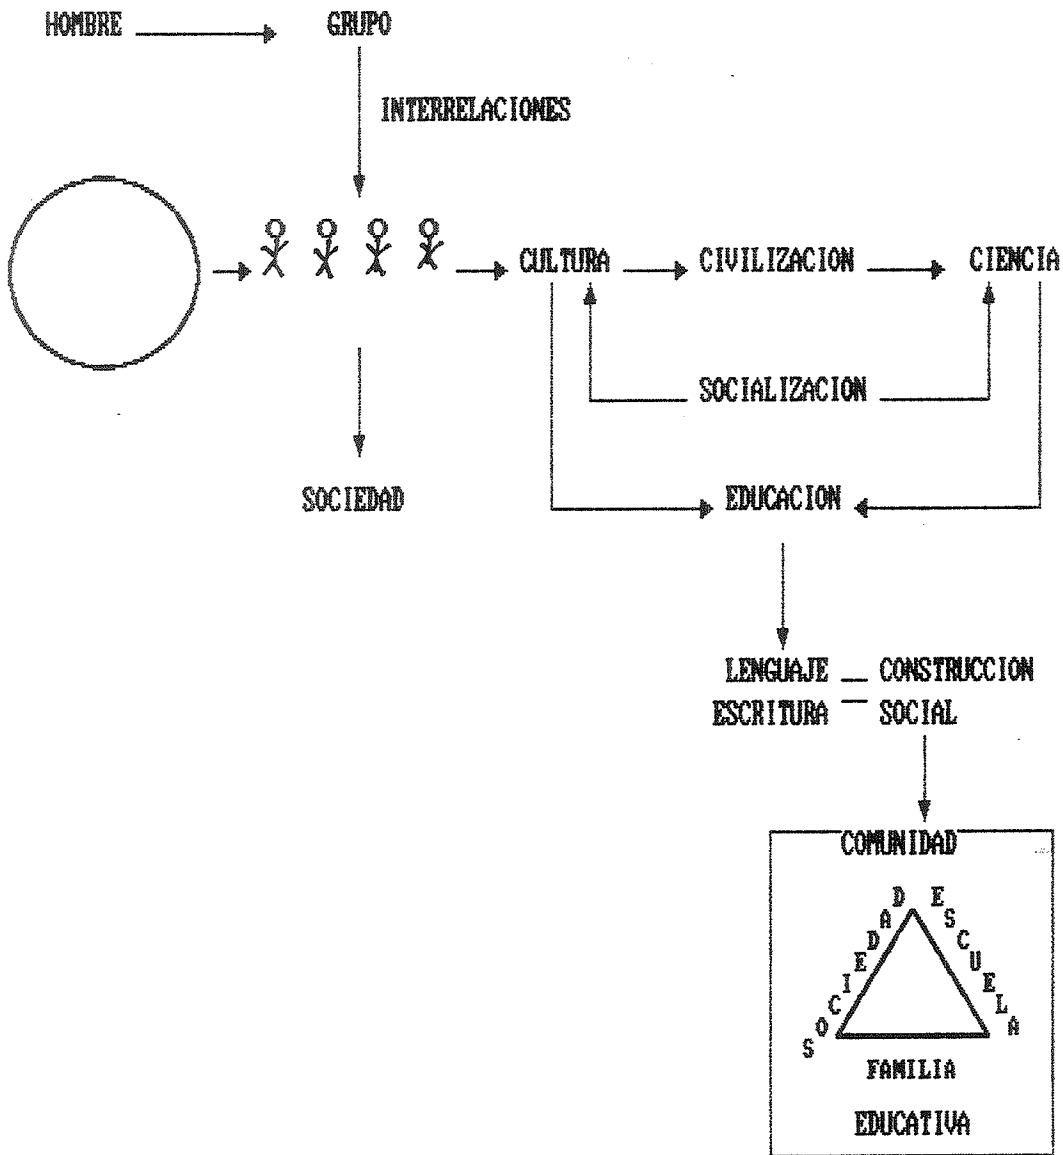 HOMBRE GRUPO
INTERRELACIONES
CULTURA CIVILIZACION CIENCIA
SOCIALIZACION
SOCIEDAD
EDUCACION
LENGUAJE — CONSTRUCCION
ESCRITURA — SOCIAL
COMUNIDAD
SOCIEDAD
ESCUELA
FAMILIA
EDUCATIVA